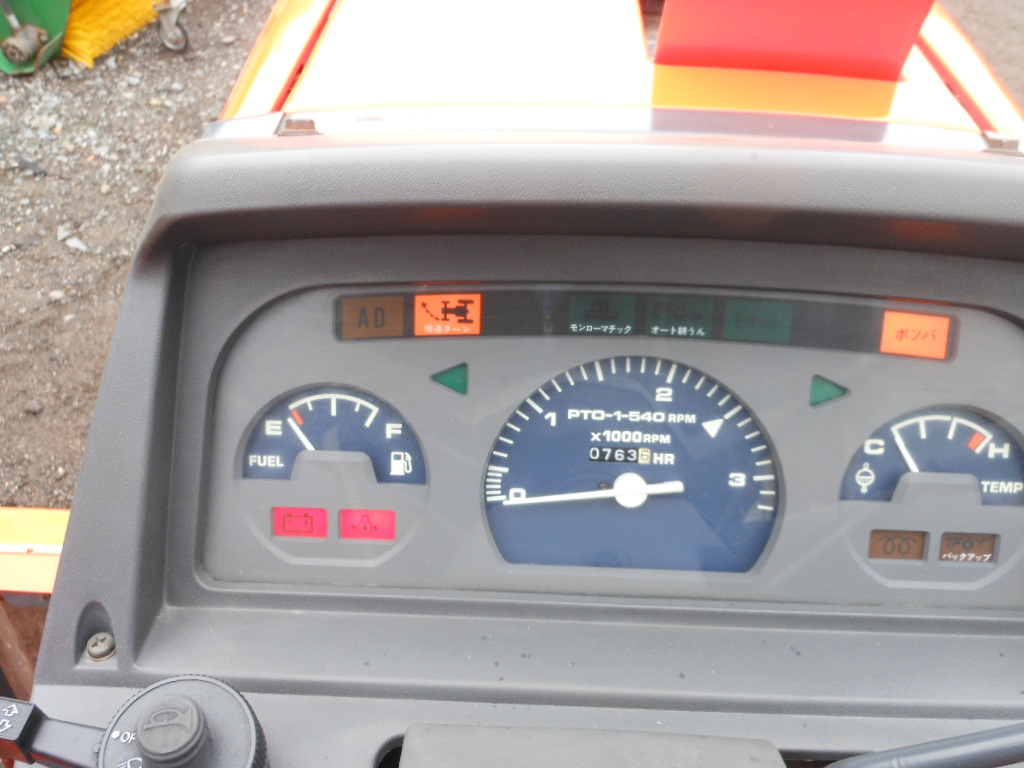 AD
倍速ターン
モンローマチック
オート耕うん
ポンパ
E
F
FUEL
1
2
3
0
PTO-1-540 RPM
x1000RPM
07636 HR
C
H
TEMP
バックアップ